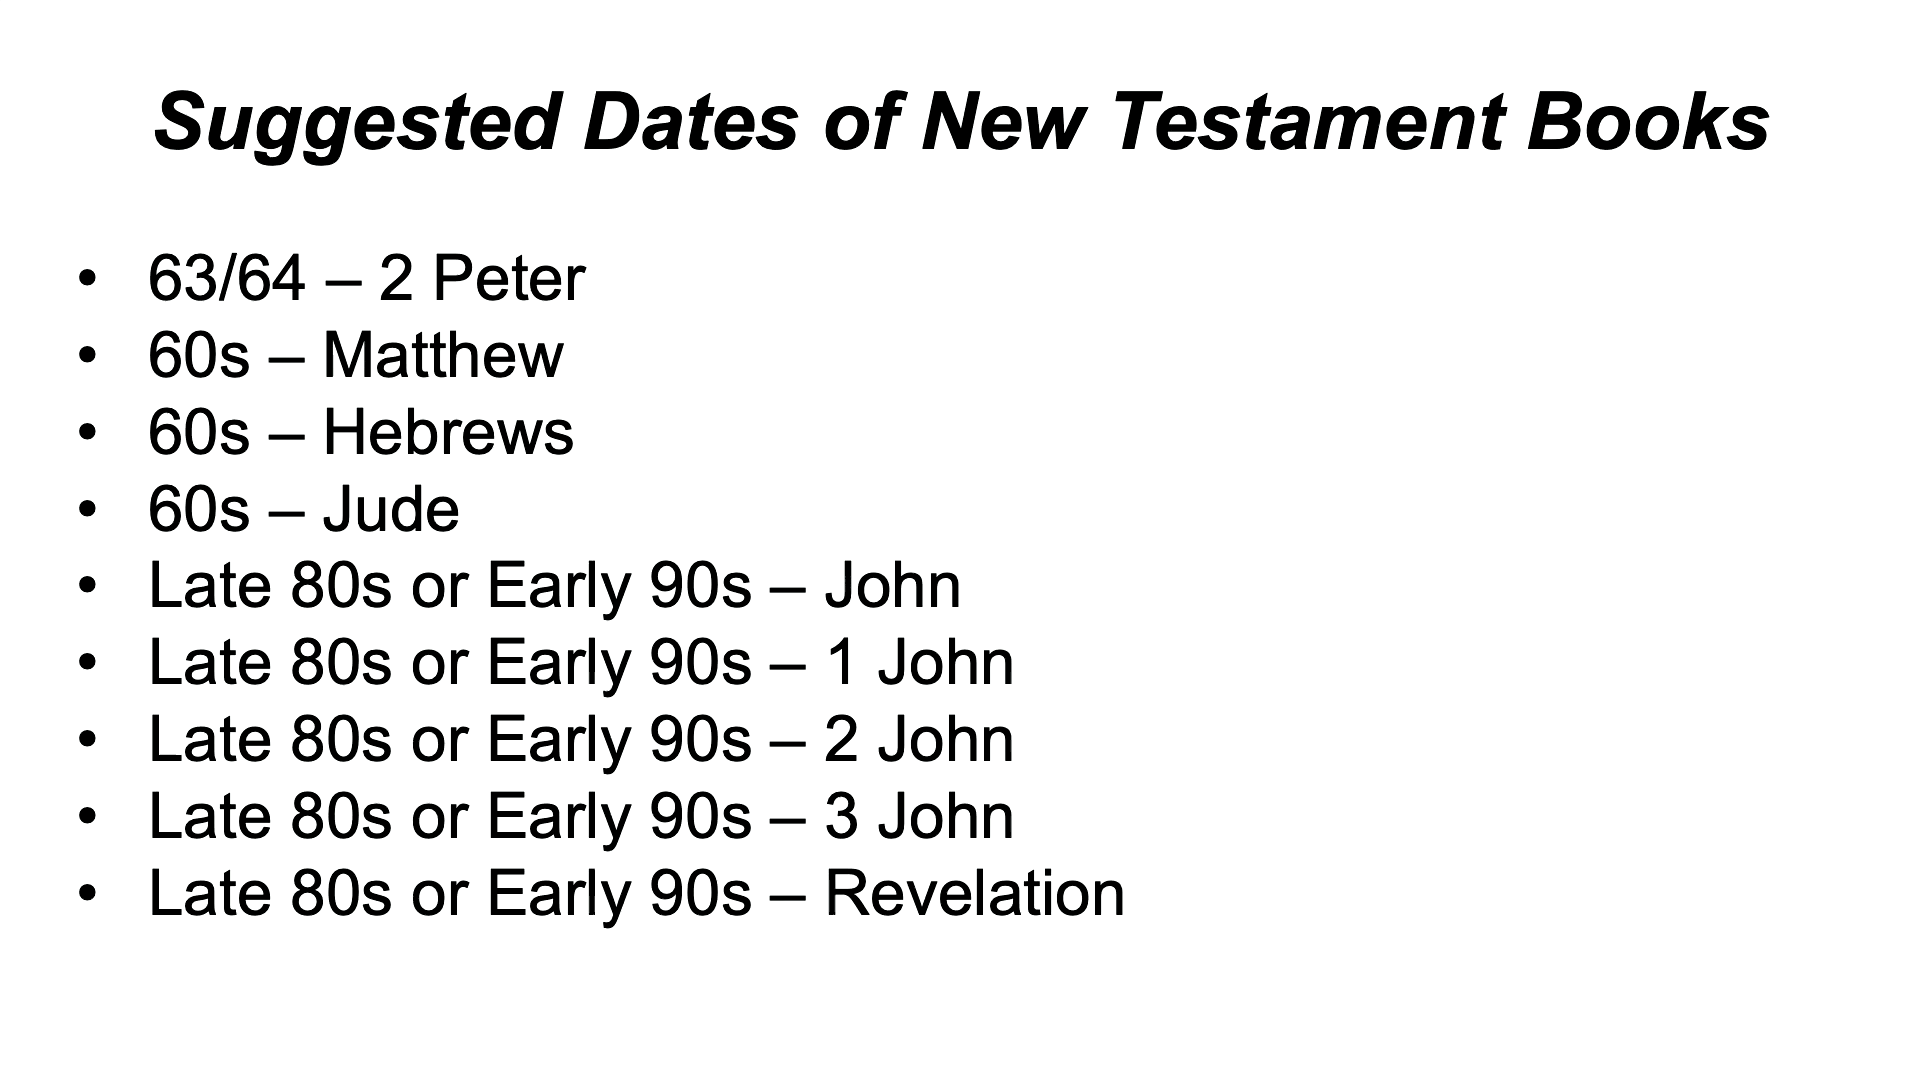 Suggested Dates of New Testament Books
• 63/64 – 2 Peter
• 60s – Matthew
• 60s – Hebrews
• 60s – Jude
• Late 80s or Early 90s – John
• Late 80s or Early 90s – 1 John
• Late 80s or Early 90s – 2 John
• Late 80s or Early 90s – 3 John
• Late 80s or Early 90s – Revelation